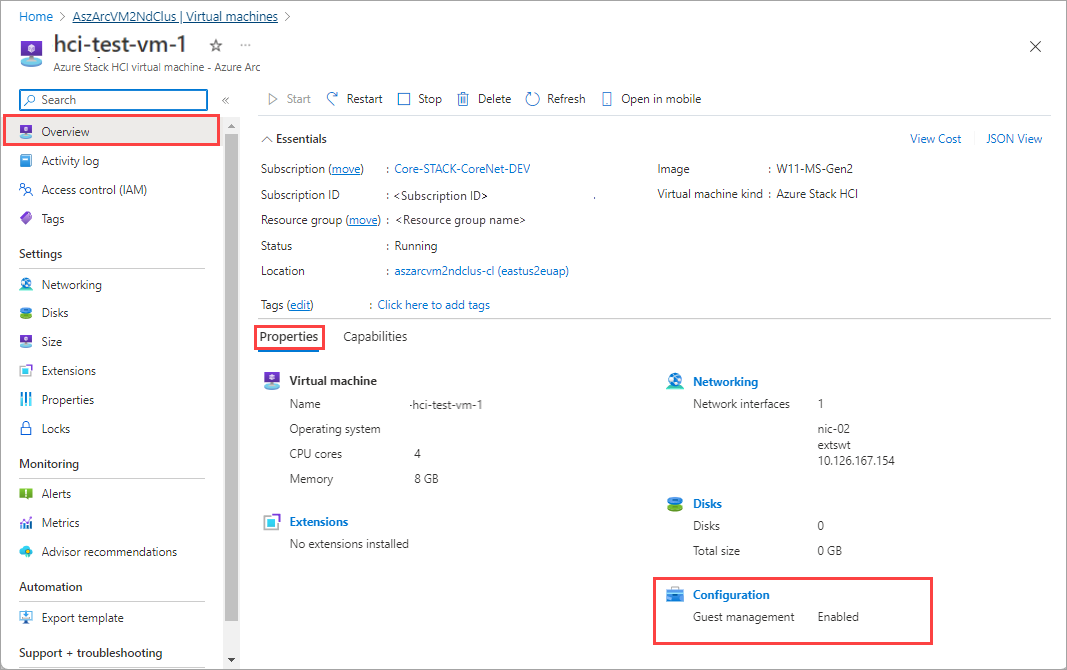 Home > AszArcVM2NdClus | Virtual machines >
hci-test-vm-1 ☆ ···
Azure Stack HCI virtual machine - Azure Arc
Search «
Start Restart Stop Delete Refresh Open in mobile
Overview
Activity log
Access control (IAM)
Tags
Settings
Networking
Disks
Size
Extensions
Properties
Locks
Monitoring
Alerts
Metrics
Advisor recommendations
Automation
Export template
Support + troubleshooting
Essentials
View Cost JSON View
Subscription (move) : Core-STACK-CoreNet-DEV
Subscription ID : <Subscription ID>
Resource group (move) : <Resource group name>
Status : Running
Location : aszarcvm2ndclus-cl (eastus2euap)
Image : W11-MS-Gen2
Virtual machine kind : Azure Stack HCI
Tags (edit) : Click here to add tags
Properties Capabilities
Virtual machine
Name -hci-test-vm-1
Operating system
CPU cores 4
Memory 8 GB
Extensions
No extensions installed
Networking
Network interfaces 1
nic-02
extswt
10.126.167.154
Disks
Disks 0
Total size 0 GB
Configuration
Guest management Enabled